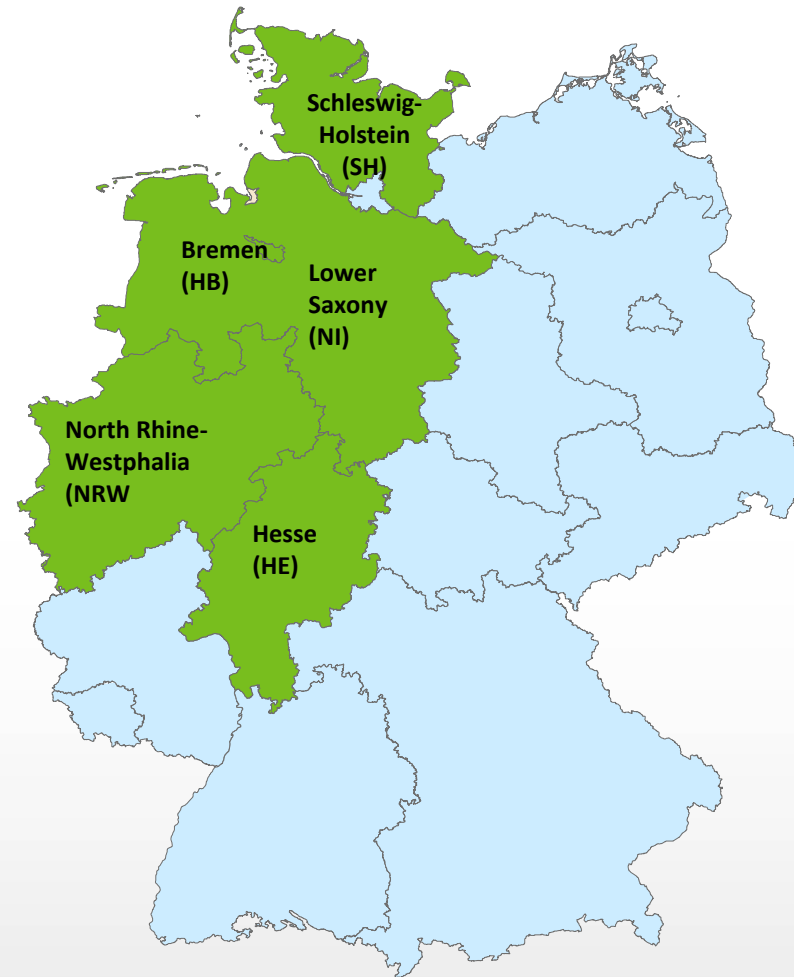 Schleswig-
Holstein
(SH)
Bremen
(HB)
Lower
Saxony
(NI)
North Rhine-
Westphalia
(NRW
Hesse
(HE)